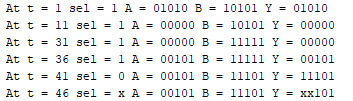 At t = 1 sel = 1 A = 01010 B = 10101 Y = 01010
At t = 11 sel = 1 A = 00000 B = 10101 Y = 00000
At t = 31 sel = 1 A = 00000 B = 11111 Y = 00000
At t = 36 sel = 1 A = 00101 B = 11111 Y = 00101
At t = 41 sel = 0 A = 00101 B = 11101 Y = 11101
At t = 46 sel = x A = 00101 B = 11101 Y = xx101